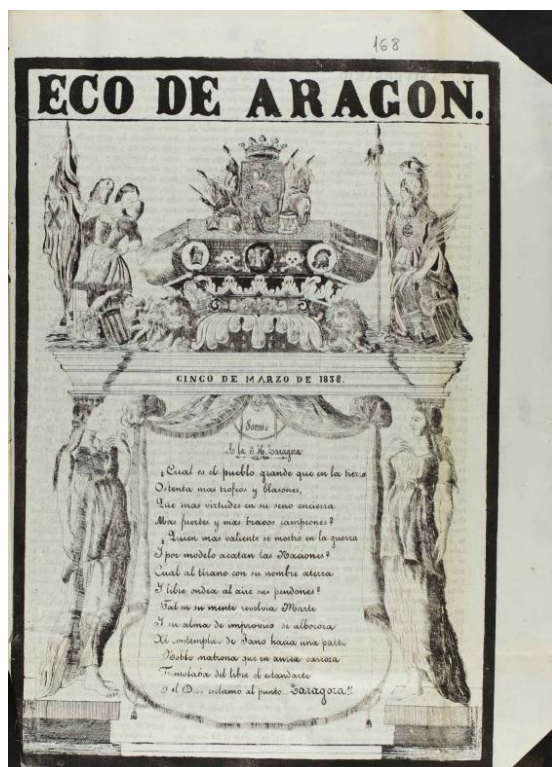 168
ECO DE ARAGON.
CINCO DE MARZO DE 1838.
Soneto
A la S. H. Zaragoza
¿Cual es el pueblo grande que en la tierra
Ostenta mas trofeos y blasones,
Que mas virtudes en su seno encierra
Mas fuertes y mas bravos campeones?
¿Quien mas valiente se mostró en la guerra
I por modelo acatan las Naciones?
Cual al tirano con su nombre aterra
I libre ondea al aire sus pendones?
Tal en su mente revolvia Marte
I su alma de improviso se alboroza
Al contemplar de Jano hacia una parte
Noble matrona que en aurea carroza
Tremolaba del libre el estandarte
I el Dios esclamó al punto... Zaragoza!!